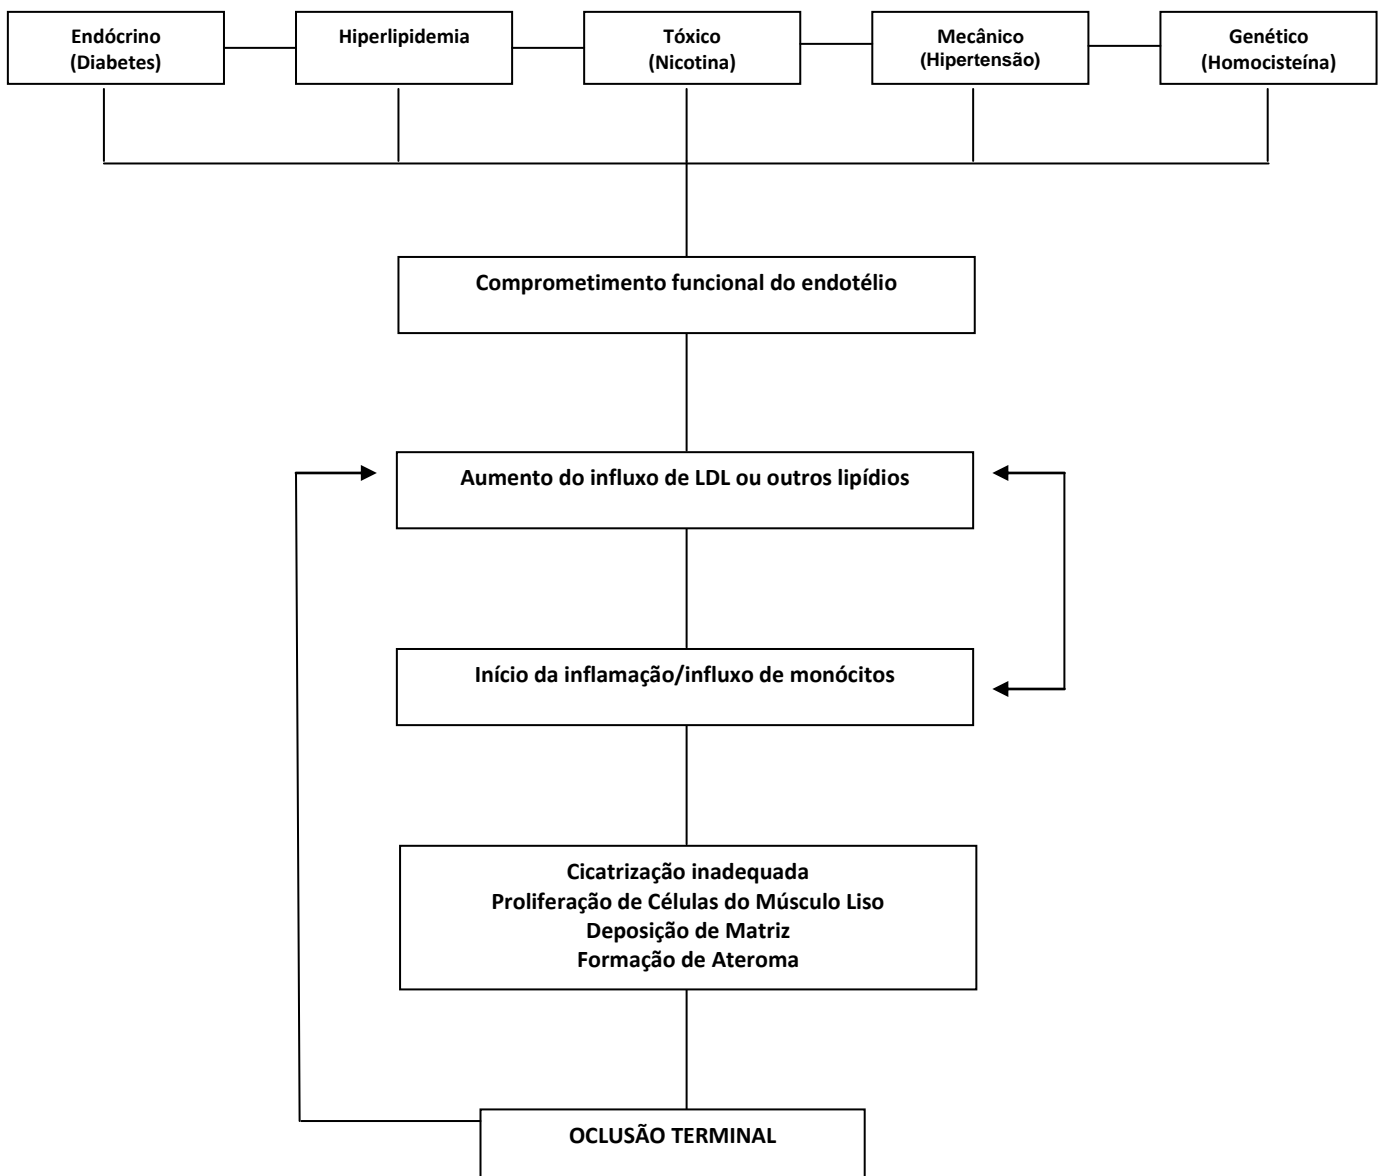 Endócrino
(Diabetes)
Hiperlipidemia
Tóxico
(Nicotina)
Mecânico
(Hipertensão)
Genético
(Homocisteína)
Comprometimento funcional do endotélio
Aumento do influxo de LDL ou outros lipídios
Início da inflamação/influxo de monócitos
Cicatrização inadequada
Proliferação de Células do Músculo Liso
Deposição de Matriz
Formação de Ateroma
OCLUSÃO TERMINAL